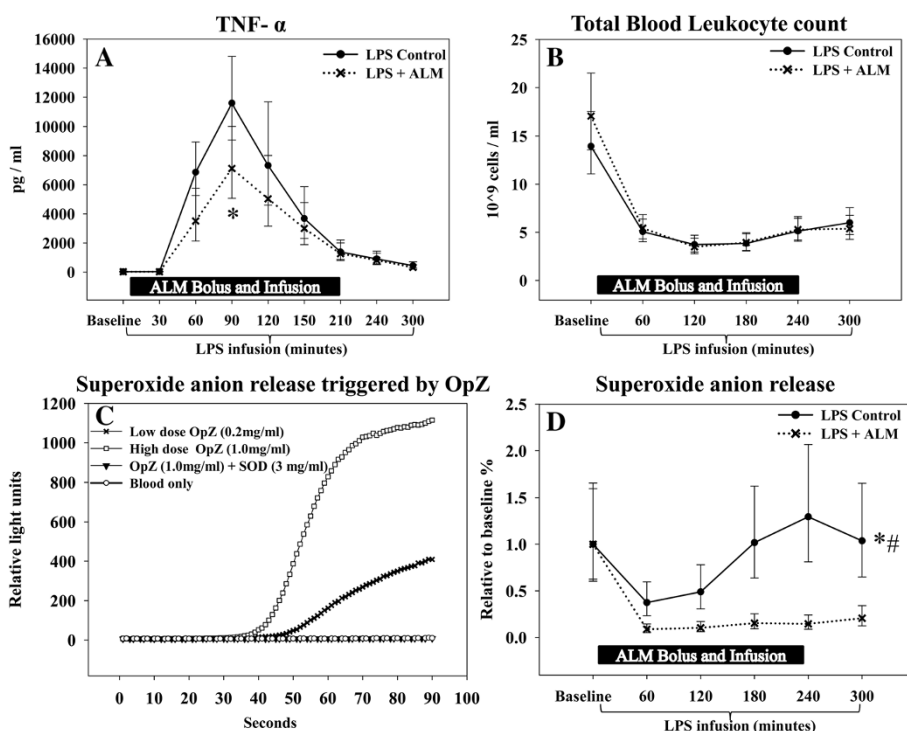 TNF- α
A
LPS Control
LPS + ALM
16000
14000
12000
10000
8000
6000
4000
2000
0
pg / ml
*
ALM Bolus and Infusion
Baseline 30 60 90 120 150 210 240 300
LPS infusion (minutes)
Total Blood Leukocyte count
B
LPS Control
LPS + ALM
25
20
15
10
5
0
10^9 cells / ml
ALM Bolus and Infusion
Baseline 60 120 180 240 300
LPS infusion (minutes)
Superoxide anion release triggered by OpZ
C
Low dose OpZ (0.2mg/ml)
High dose OpZ (1.0mg/ml)
OpZ (1.0mg/ml) + SOD (3 mg/ml)
Blood only
1200
1000
800
600
400
200
0
Relative light units
0 10 20 30 40 50 60 70 80 90
Seconds
Superoxide anion release
D
LPS Control
LPS + ALM
2.5
2.0
1.5
1.0
0.5
0.0
Relative to baseline %
*#
ALM Bolus and Infusion
Baseline 60 120 180 240 300
LPS infusion (minutes)